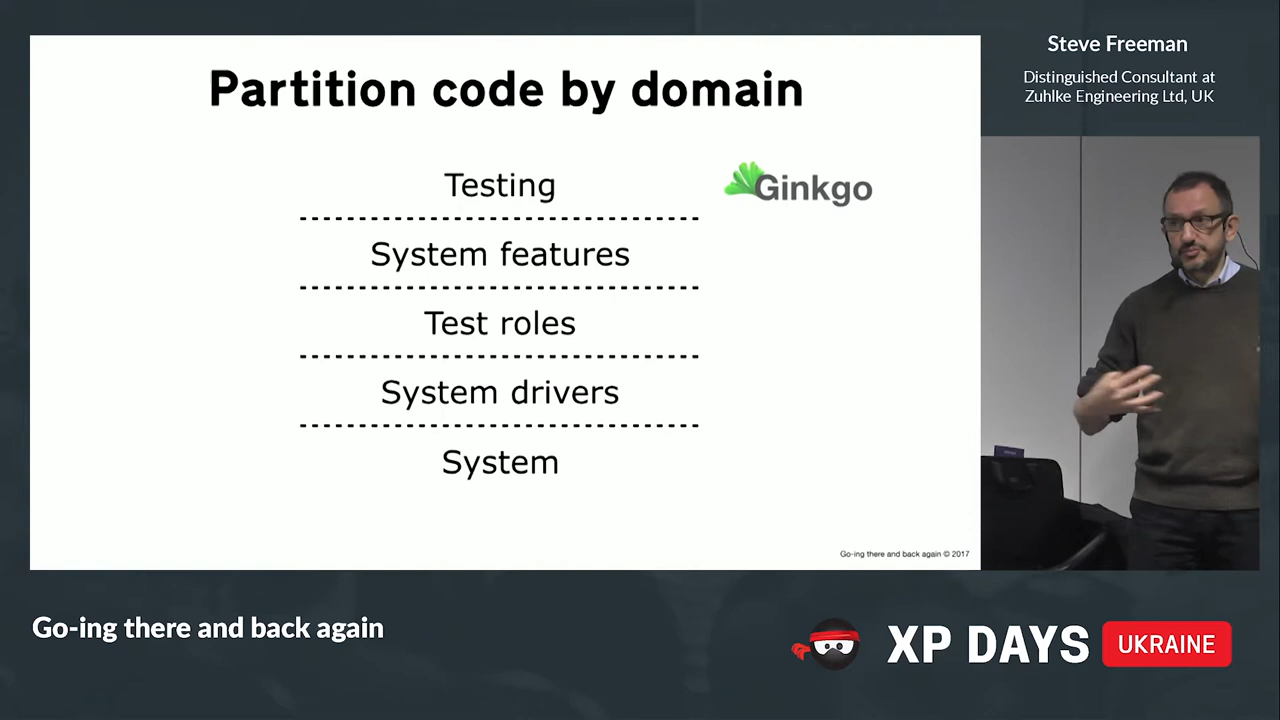 Partition code by domain
Testing
Ginkgo
System features
Test roles
System drivers
System
Go-ing there and back again © 2017
Steve Freeman
Distinguished Consultant at
Zuhlke Engineering Ltd, UK
Go-ing there and back again
XP DAYS UKRAINE